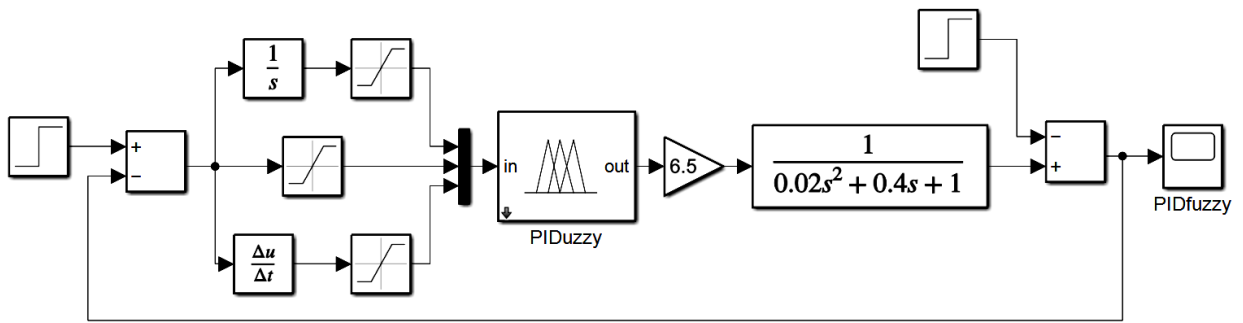 1
s
+
−
Δu
Δt
in
out
PIDuzzy
6.5
1
0.02s² + 0.4s + 1
−
+
PIDfuzzy